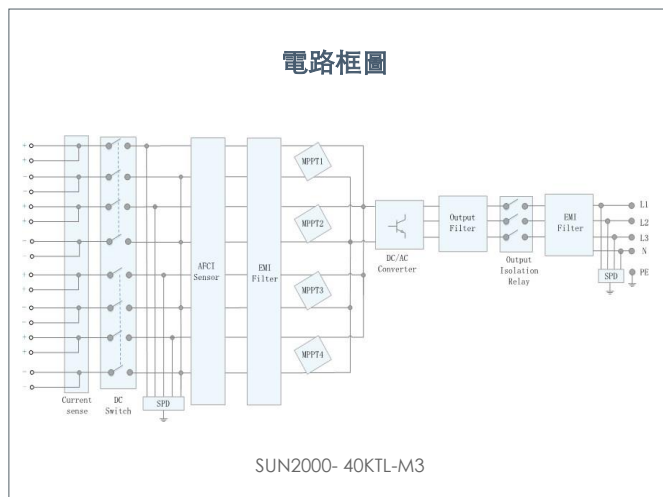 電路框圖
+
+
−
−
+
+
−
−
+
+
−
−
+
+
−
−
Current
sense
DC
Switch
SPD
AFCI
Sensor
EMI
Filter
MPPT1
MPPT2
MPPT3
MPPT4
DC/AC
Converter
Output
Filter
Output
Isolation
Relay
EMI
Filter
SPD
L1
L2
L3
N
PE
SUN2000- 40KTL-M3